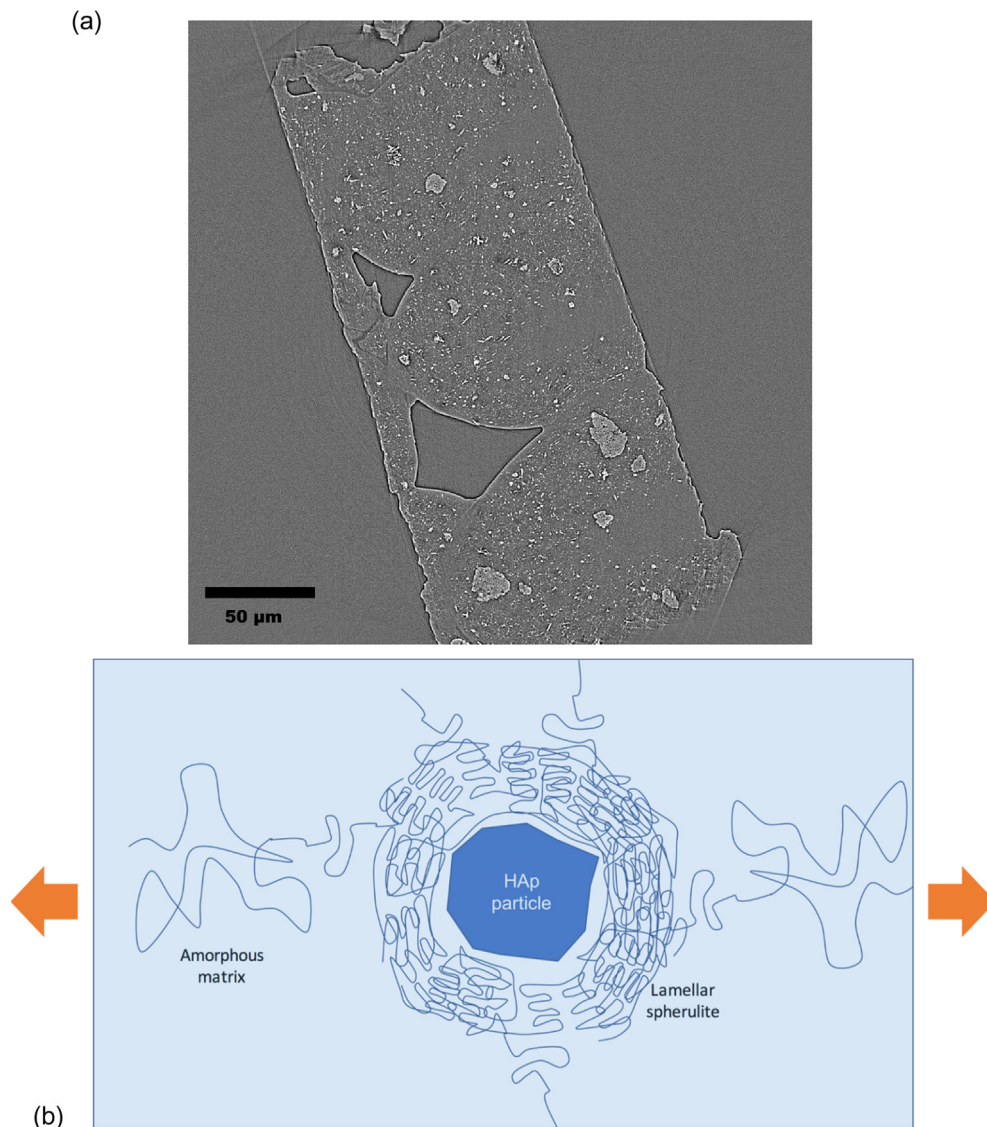 (a)
50 µm
HAp
particle
Amorphous
matrix
Lamellar
spherulite
(b)